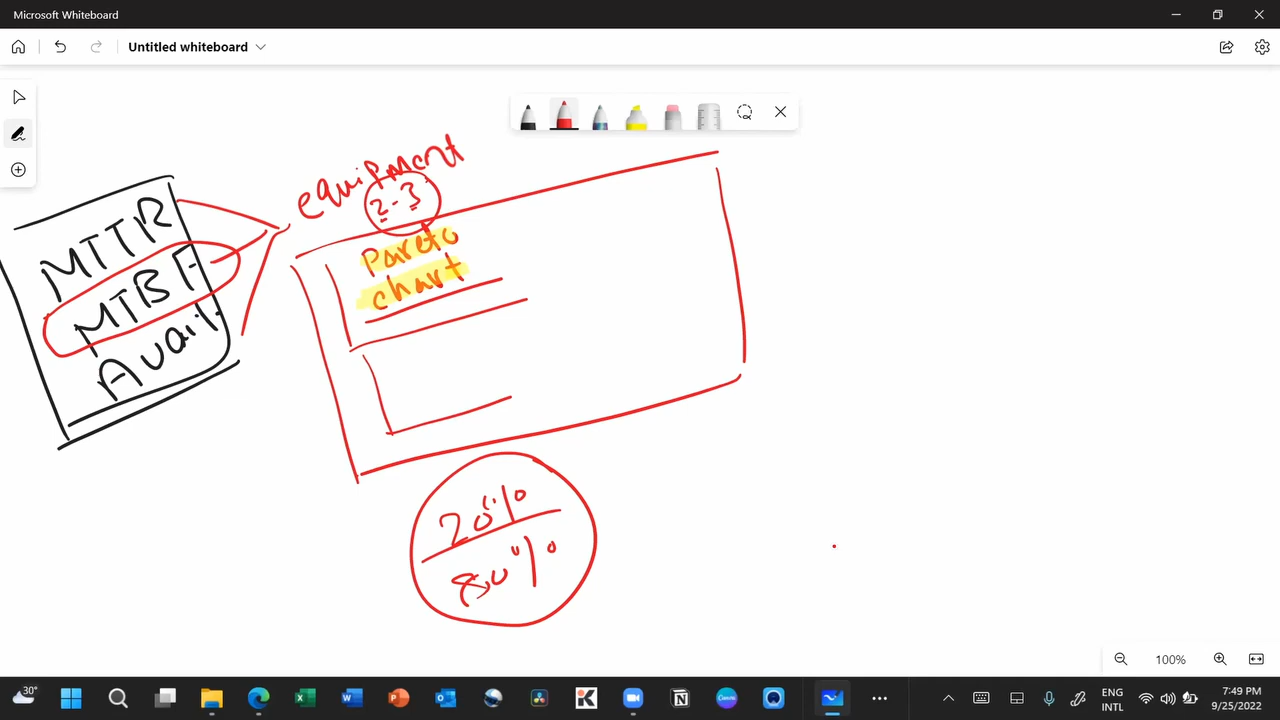 Microsoft Whiteboard
Untitled whiteboard
equipment
2-3
Pareto
chart
MTTR
MTBF
Avail.
20%
80%
100%
30°
ENG
INTL
7:49 PM
9/25/2022